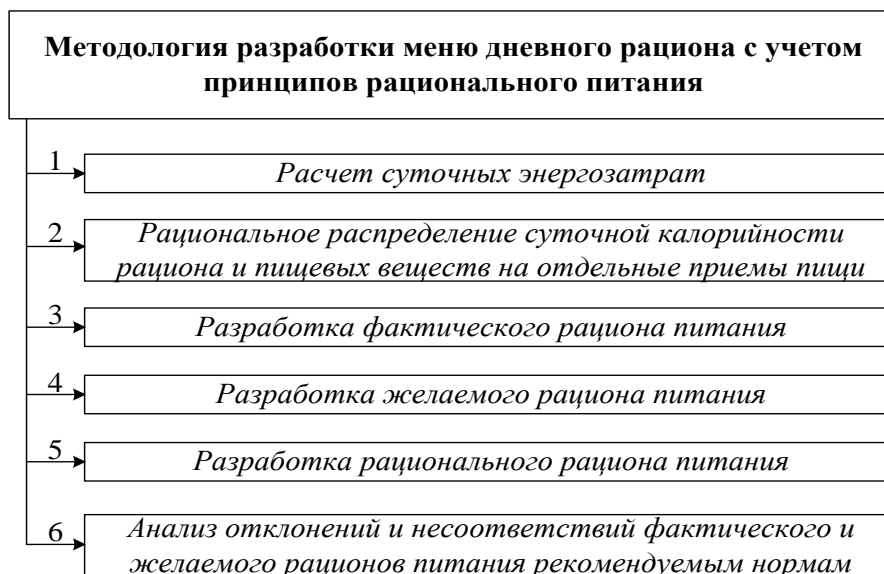 Методология разработки меню дневного рациона с учетом
принципов рационального питания
1
Расчет суточных энергозатрат
2
Рациональное распределение суточной калорийности
рациона и пищевых веществ на отдельные приемы пищи
3
Разработка фактического рациона питания
4
Разработка желаемого рациона питания
5
Разработка рационального рациона питания
6
Анализ отклонений и несоответствий фактического и
желаемого рационов питания рекомендуемым нормам